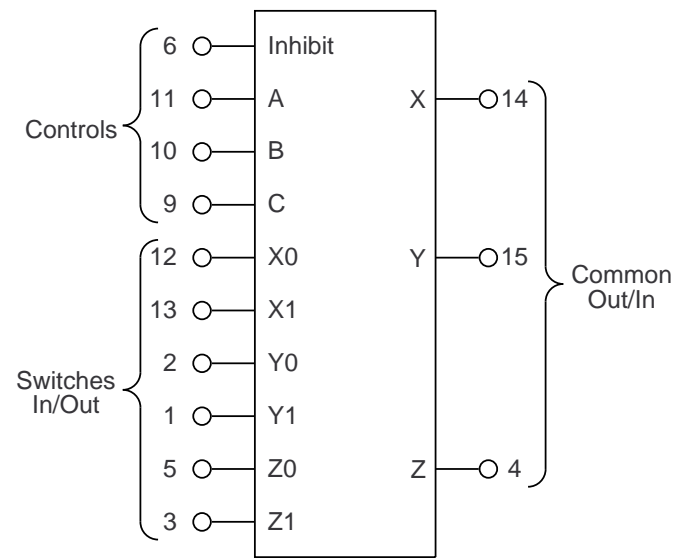 6 Inhibit
11 A X 14
Controls
10 B
9 C
12 X0 Y 15
Common
Out/In
13 X1
2 Y0
Switches
In/Out
1 Y1
5 Z0 Z 4
3 Z1